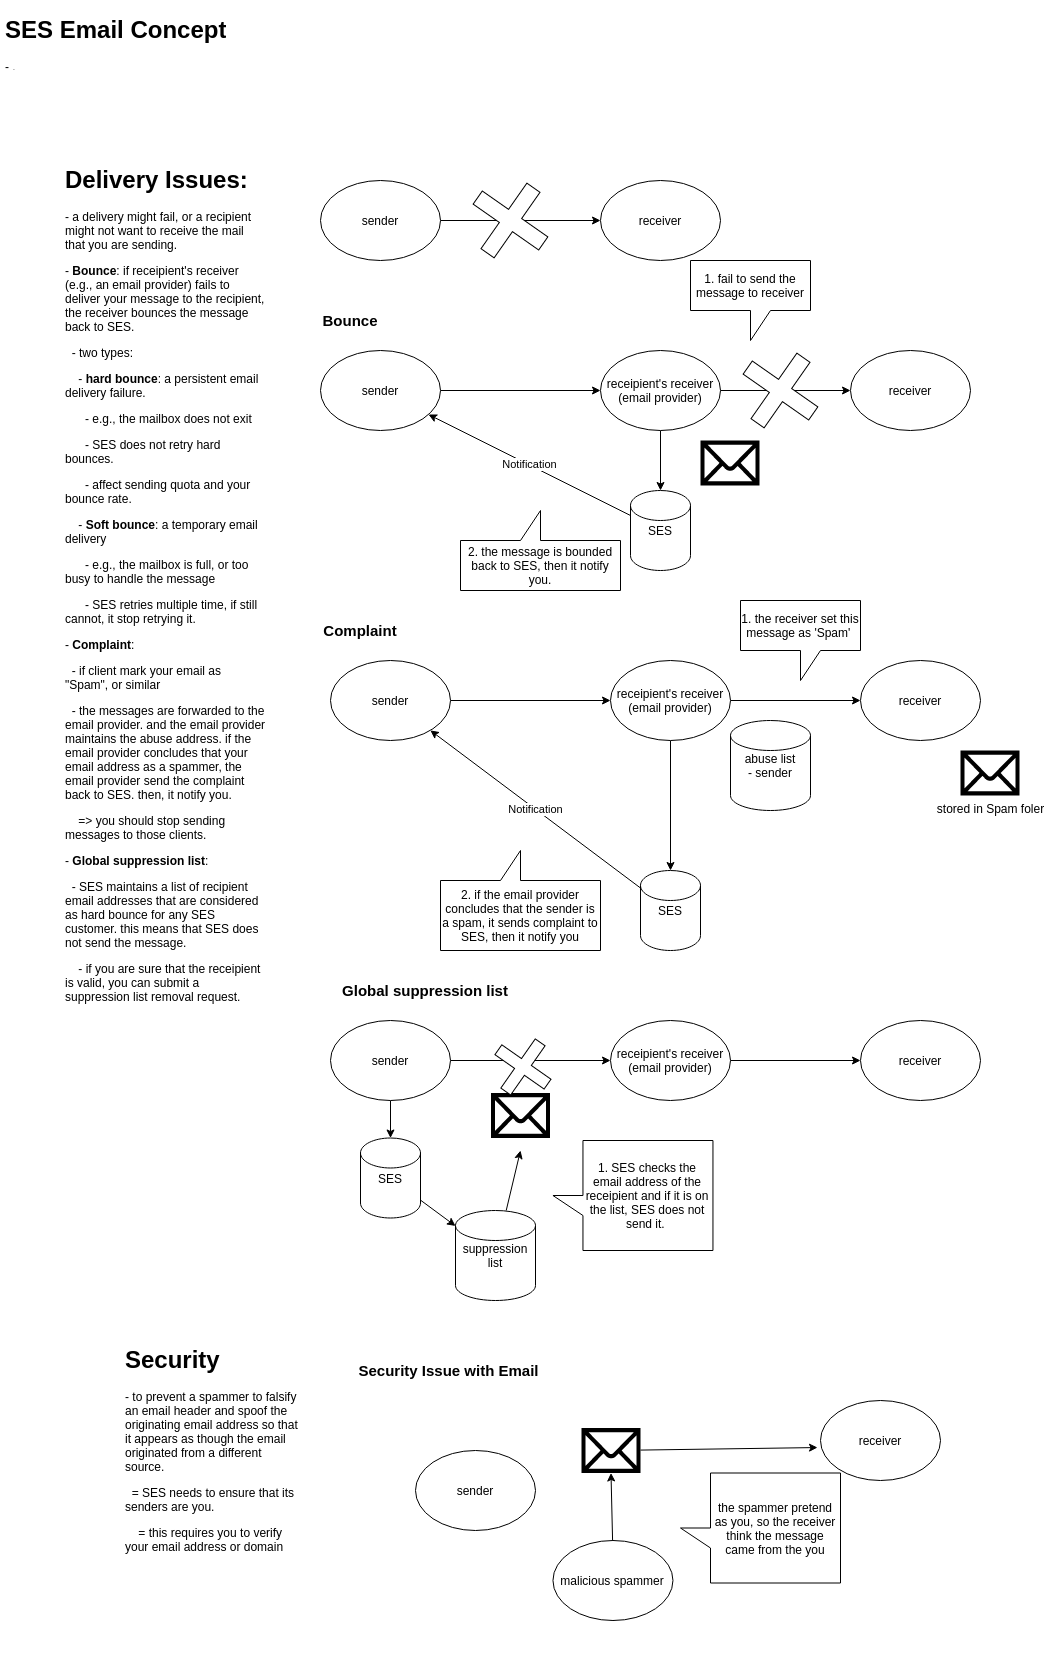 SES Email Concept
- .
Delivery Issues:
- a delivery might fail, or a recipient
might not want to receive the mail
that you are sending.
- Bounce: if receipient's receiver
(e.g., an email provider) fails to
deliver your message to the recipient,
the receiver bounces the message
back to SES.
- two types:
- hard bounce: a persistent email
delivery failure.
- e.g., the mailbox does not exit
- SES does not retry hard
bounces.
- affect sending quota and your
bounce rate.
- Soft bounce: a temporary email
delivery
- e.g., the mailbox is full, or too
busy to handle the message
- SES retries multiple time, if still
cannot, it stop retrying it.
- Complaint:
- if client mark your email as
"Spam", or similar
- the messages are forwarded to the
email provider. and the email provider
maintains the abuse address. if the
email provider concludes that your
email address as a spammer, the
email provider send the complaint
back to SES. then, it notify you.
=> you should stop sending
messages to those clients.
- Global suppression list:
- SES maintains a list of recipient
email addresses that are considered
as hard bounce for any SES
customer. this means that SES does
not send the message.
- if you are sure that the receipient
is valid, you can submit a
suppression list removal request.
sender
receiver
1. fail to send the
message to receiver
Bounce
sender
receipient's receiver
(email provider)
receiver
Notification
SES
2. the message is bounded
back to SES, then it notify
you.
1. the receiver set this
message as 'Spam'
Complaint
sender
receipient's receiver
(email provider)
receiver
abuse list
- sender
stored in Spam foler
Notification
2. if the email provider
concludes that the sender is
a spam, it sends complaint to
SES, then it notify you
SES
Global suppression list
sender
receipient's receiver
(email provider)
receiver
SES
1. SES checks the
email address of the
receipient and if it is on
the list, SES does not
send it.
suppression
list
Security
- to prevent a spammer to falsify
an email header and spoof the
originating email address so that
it appears as though the email
originated from a different
source.
= SES needs to ensure that its
senders are you.
= this requires you to verify
your email address or domain
Security Issue with Email
receiver
sender
the spammer pretend
as you, so the receiver
think the message
came from the you
malicious spammer